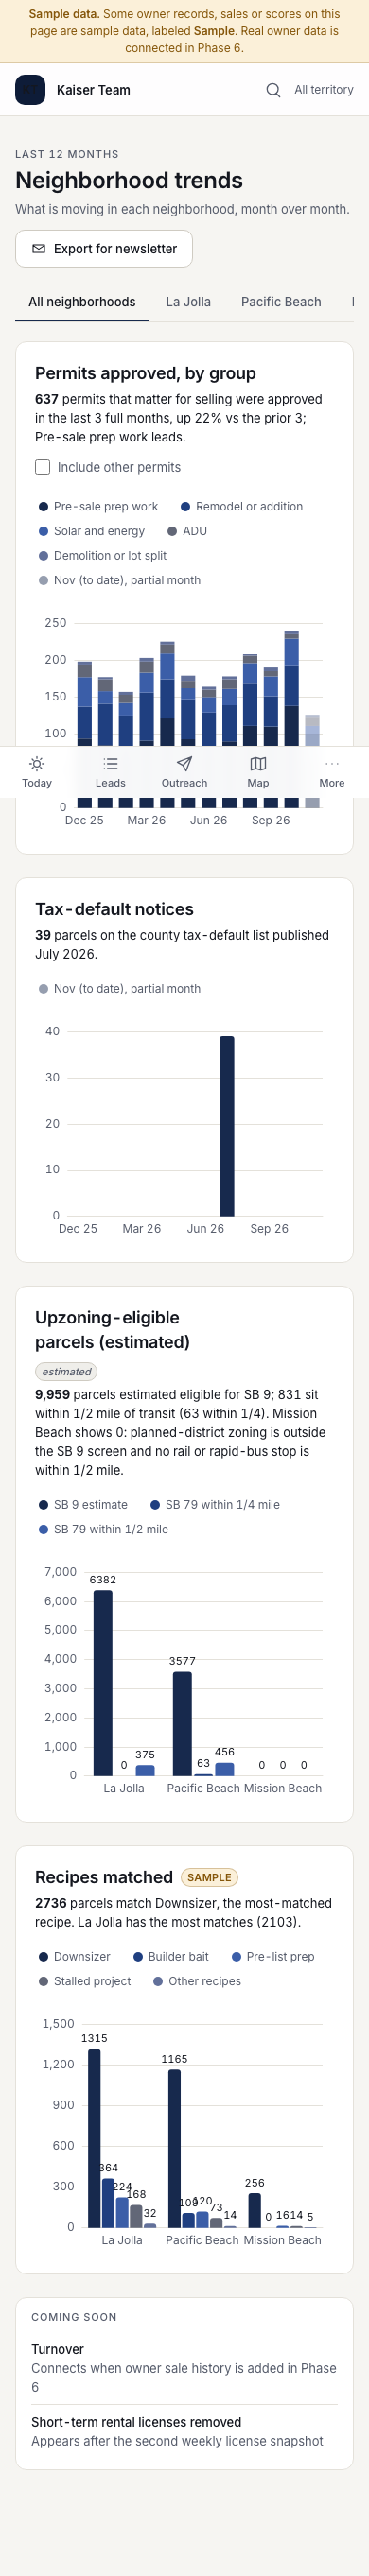 Sample data. Some owner records, sales or scores on this
page are sample data, labeled Sample. Real owner data is
connected in Phase 6.
Kaiser Team
All territory
LAST 12 MONTHS
Neighborhood trends
What is moving in each neighborhood, month over month.
Export for newsletter
All neighborhoods
La Jolla
Pacific Beach
Permits approved, by group
637 permits that matter for selling were approved
in the last 3 full months, up 22% vs the prior 3;
Pre-sale prep work leads.
Include other permits
Pre-sale prep work
Remodel or addition
Solar and energy
ADU
Demolition or lot split
Nov (to date), partial month
250
200
150
100
Today
Leads
Outreach
Map
More
0
Dec 25
Mar 26
Jun 26
Sep 26
Tax-default notices
39 parcels on the county tax-default list published
July 2026.
Nov (to date), partial month
40
30
20
10
0
Dec 25
Mar 26
Jun 26
Sep 26
Upzoning-eligible
parcels (estimated)
estimated
9,959 parcels estimated eligible for SB 9; 831 sit
within 1/2 mile of transit (63 within 1/4). Mission
Beach shows 0: planned-district zoning is outside
the SB 9 screen and no rail or rapid-bus stop is
within 1/2 mile.
SB 9 estimate
SB 79 within 1/4 mile
SB 79 within 1/2 mile
7,000
6382
6,000
5,000
4,000
3577
3,000
2,000
1,000
0
375
63
456
0
0
0
0
La Jolla
Pacific Beach
Mission Beach
Recipes matched
SAMPLE
2736 parcels match Downsizer, the most-matched
recipe. La Jolla has the most matches (2103).
Downsizer
Builder bait
Pre-list prep
Stalled project
Other recipes
1,500
1315
1,200
1165
900
600
364
300
224
168
32
109
120
73
14
256
0
16
14
5
0
La Jolla
Pacific Beach
Mission Beach
COMING SOON
Turnover
Connects when owner sale history is added in Phase
6
Short-term rental licenses removed
Appears after the second weekly license snapshot